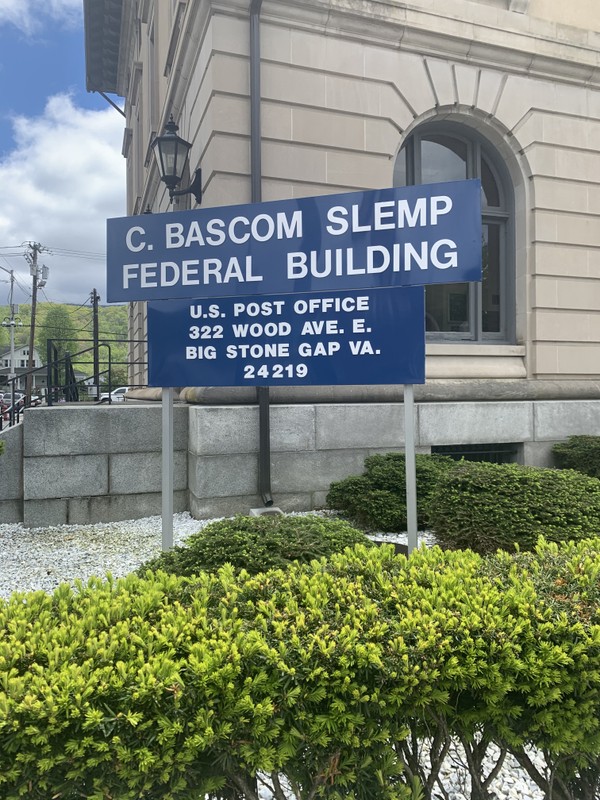 C. BASCOM SLEMP
FEDERAL BUILDING
U.S. POST OFFICE
322 WOOD AVE. E.
BIG STONE GAP VA.
24219